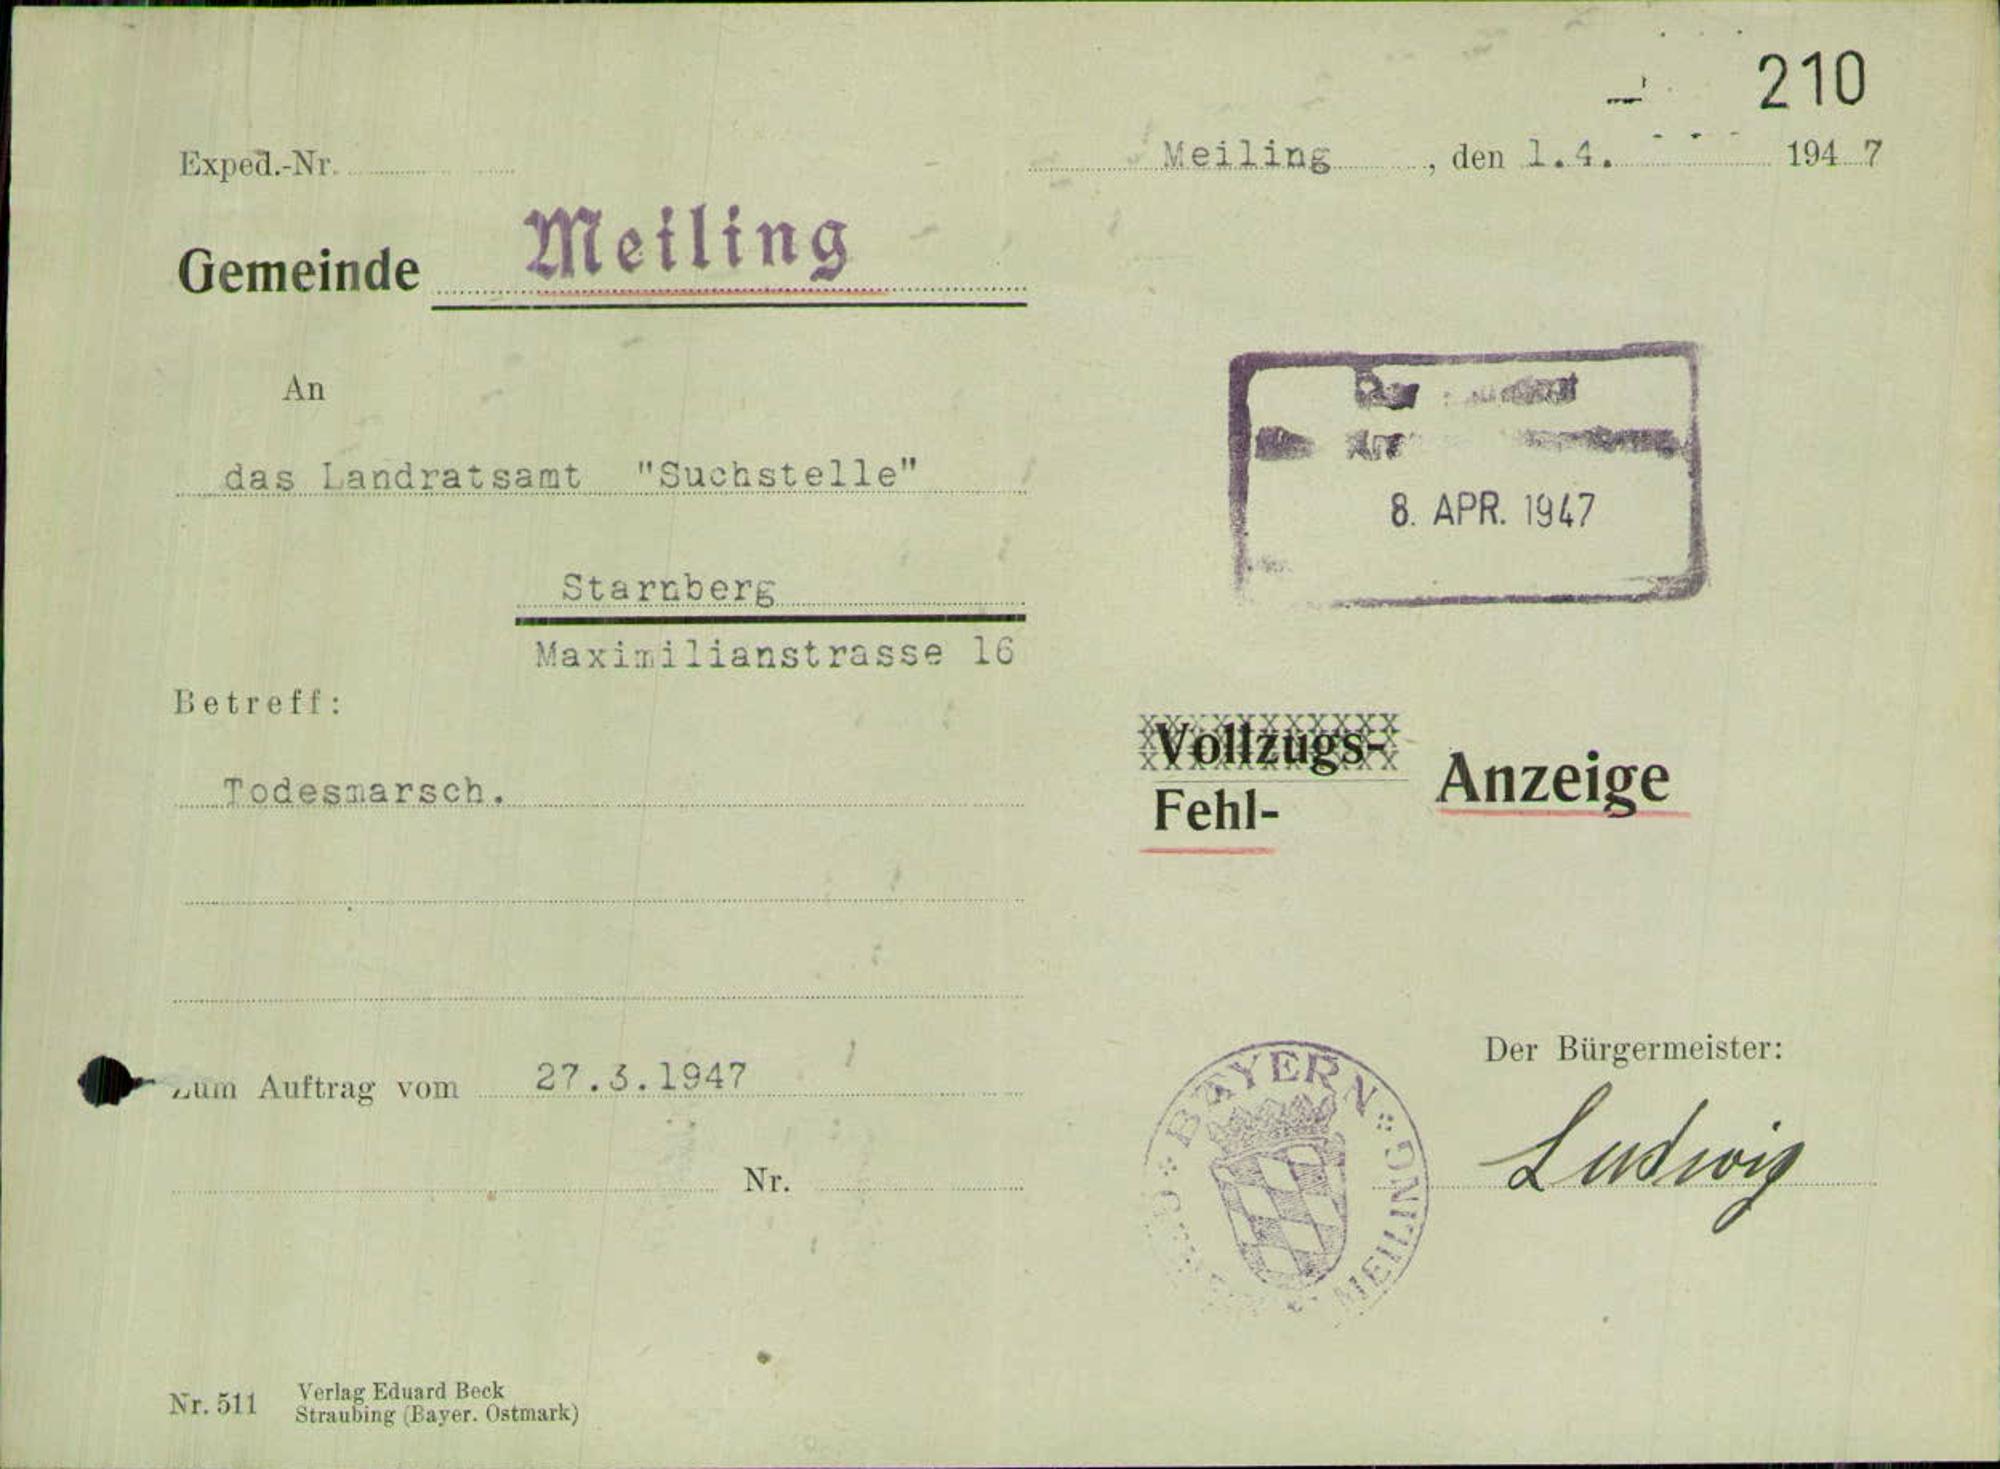 210
Exped.-Nr.
Meiling, den 1.4. 1947
Gemeinde Meiling
An
das Landratsamt "Suchstelle"
8. APR. 1947
Starnberg
Maximilianstrasse 16
Betreff:
Vollzugs-
Fehl-
Anzeige
Todesmarsch.
Zum Auftrag vom 27.3.1947
Der Bürgermeister:
BAYERN
MEILING
Ludwig
Nr.
Nr. 511
Verlag Eduard Beck
Straubing (Bayer. Ostmark)